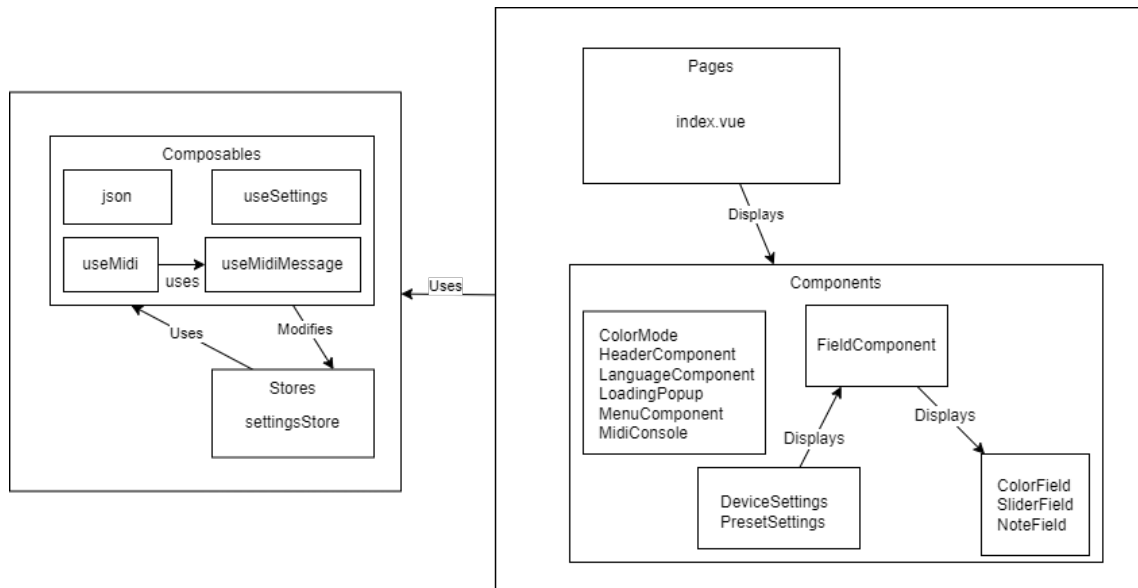 Composables
json
useSettings
useMidi
uses
useMidiMessage
Uses
Modifies
Stores
settingsStore
Uses
Pages
index.vue
Displays
Components
ColorMode
HeaderComponent
LanguageComponent
LoadingPopup
MenuComponent
MidiConsole
FieldComponent
Displays
Displays
DeviceSettings
PresetSettings
ColorField
SliderField
NoteField